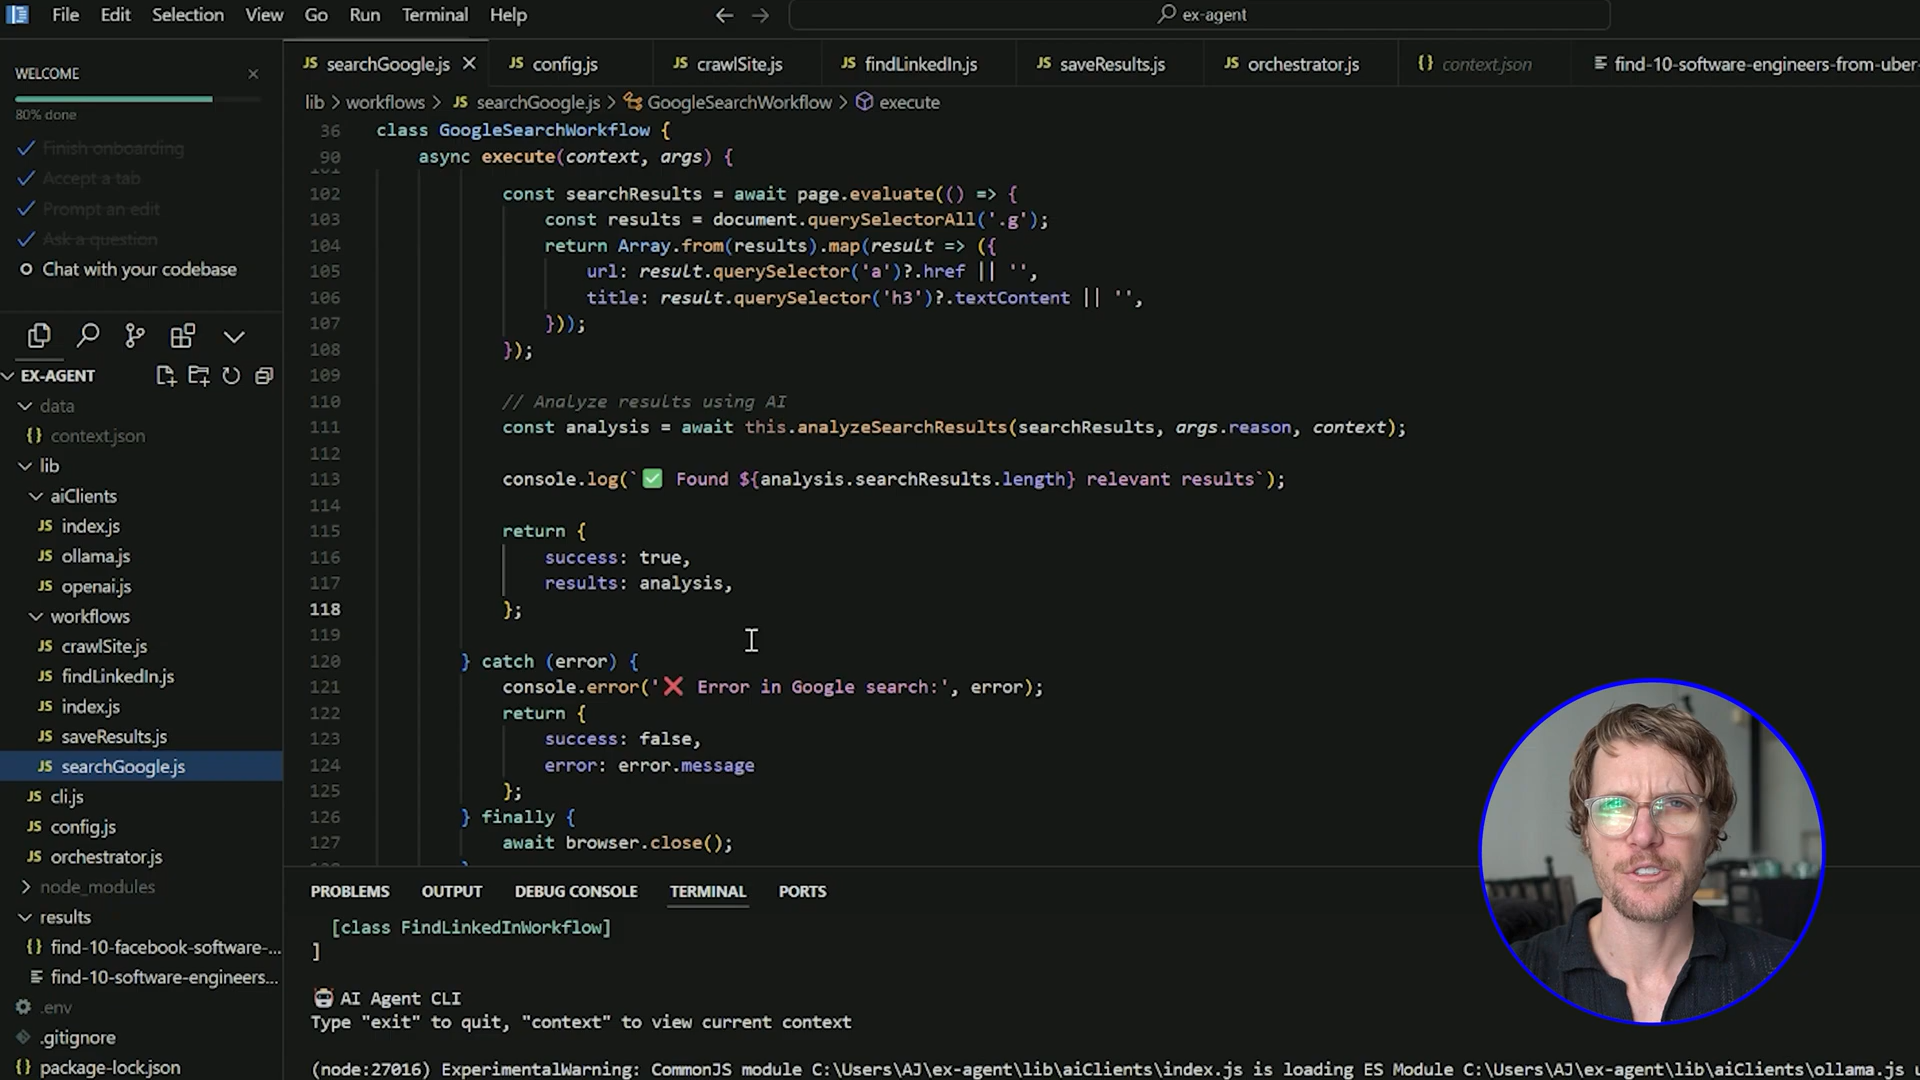 File Edit Selection View Go Run Terminal Help
ex-agent
WELCOME
80% done
Finish onboarding
Accept a tab
Prompt an edit
Ask a question
Chat with your codebase
EX-AGENT
data
{} context.json
lib
aiClients
JS index.js
JS ollama.js
JS openai.js
workflows
JS crawlSite.js
JS findLinkedIn.js
JS index.js
JS saveResults.js
JS searchGoogle.js
JS cli.js
JS config.js
JS orchestrator.js
node_modules
results
{} find-10-facebook-software-...
find-10-software-engineers...
.env
.gitignore
{} package-lock.json
JS searchGoogle.js JS config.js JS crawlSite.js JS findLinkedIn.js JS saveResults.js JS orchestrator.js {} context.json find-10-software-engineers-from-uber
lib > workflows > JS searchGoogle.js > GoogleSearchWorkflow > execute
36 class GoogleSearchWorkflow {
90 async execute(context, args) {
102 const searchResults = await page.evaluate(() => {
103 const results = document.querySelectorAll('.g');
104 return Array.from(results).map(result => ({
105 url: result.querySelector('a')?.href || '',
106 title: result.querySelector('h3')?.textContent || '',
107 }));
108 });
109
110 // Analyze results using AI
111 const analysis = await this.analyzeSearchResults(searchResults, args.reason, context);
112
113 console.log(`✅ Found ${analysis.searchResults.length} relevant results`);
114
115 return {
116 success: true,
117 results: analysis,
118 };
119
120 } catch (error) {
121 console.error('❌ Error in Google search:', error);
122 return {
123 success: false,
124 error: error.message
125 };
126 } finally {
127 await browser.close();
PROBLEMS OUTPUT DEBUG CONSOLE TERMINAL PORTS
[class FindLinkedInWorkflow]
]
🤖 AI Agent CLI
Type "exit" to quit, "context" to view current context
(node:27016) ExperimentalWarning: CommonJS module C:\Users\AJ\ex-agent\lib\aiClients\index.js is loading ES Module C:\Users\AJ\ex-agent\lib\aiClients\ollama.js u